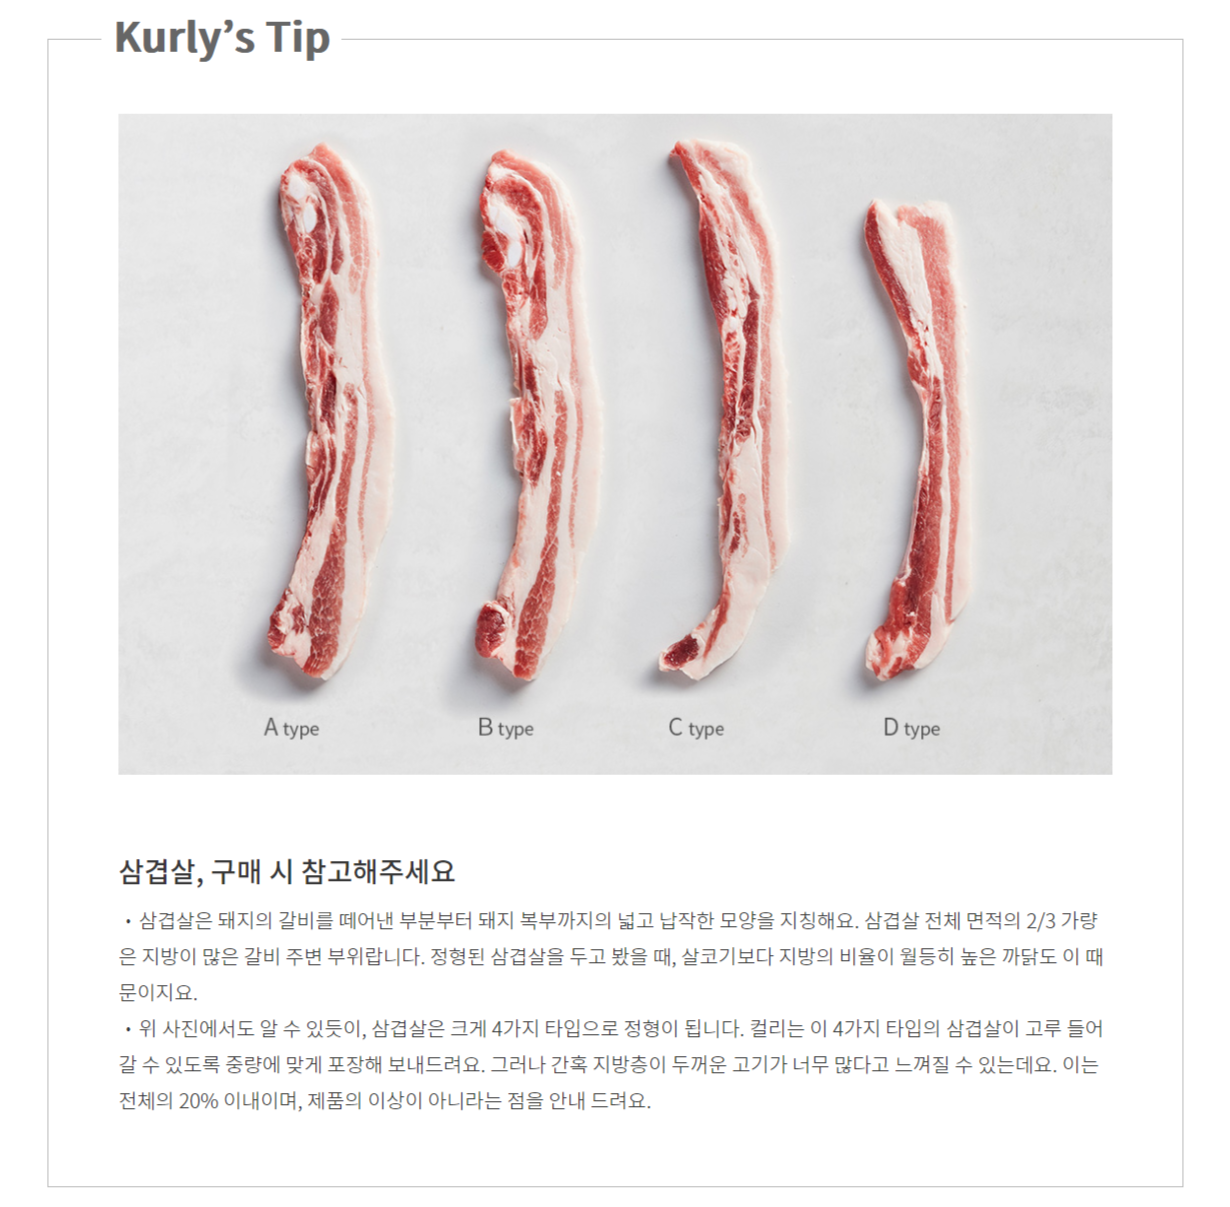 Kurly’s Tip
A type
B type
C type
D type
삼겹살, 구매 시 참고해주세요
・삼겹살은 돼지의 갈비를 떼어낸 부분부터 돼지 복부까지의 넓고 납작한 모양을 지칭해요. 삼겹살 전체 면적의 2/3 가량
은 지방이 많은 갈비 주변 부위랍니다. 정형된 삼겹살을 두고 봤을 때, 살코기보다 지방의 비율이 월등히 높은 까닭도 이 때
문이지요.
・위 사진에서도 알 수 있듯이, 삼겹살은 크게 4가지 타입으로 정형이 됩니다. 컬리는 이 4가지 타입의 삼겹살이 고루 들어
갈 수 있도록 중량에 맞게 포장해 보내드려요. 그러나 간혹 지방층이 두꺼운 고기가 너무 많다고 느껴질 수 있는데요. 이는
전체의 20% 이내이며, 제품의 이상이 아니라는 점을 안내 드려요.